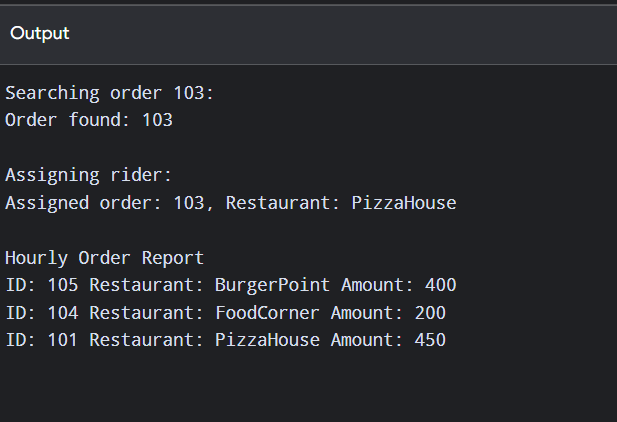 Output
Searching order 103:
Order found: 103
Assigning rider:
Assigned order: 103, Restaurant: PizzaHouse
Hourly Order Report
ID: 105 Restaurant: BurgerPoint Amount: 400
ID: 104 Restaurant: FoodCorner Amount: 200
ID: 101 Restaurant: PizzaHouse Amount: 450